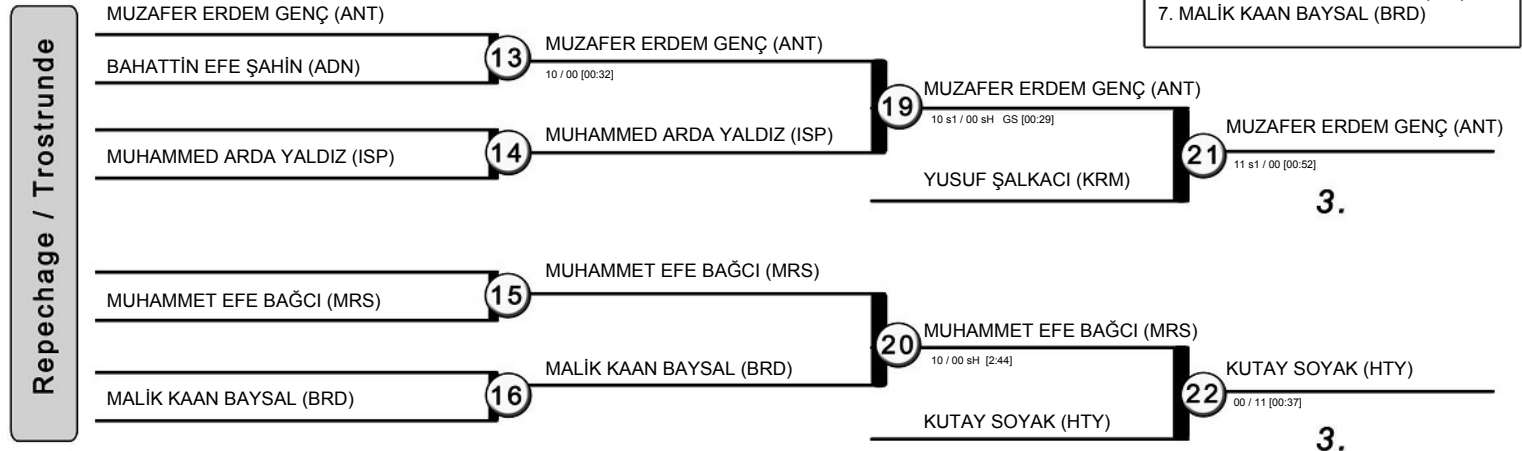 Repechage / Trostrunde
7. MALİK KAAN BAYSAL (BRD)
MUZAFER ERDEM GENÇ (ANT)
BAHATTİN EFE ŞAHİN (ADN)
13
MUZAFER ERDEM GENÇ (ANT)
10 / 00 [00:32]
MUHAMMED ARDA YALDIZ (ISP)
14
MUHAMMED ARDA YALDIZ (ISP)
19
MUZAFER ERDEM GENÇ (ANT)
10 s1 / 00 sH GS [00:29]
YUSUF ŞALKACI (KRM)
21
MUZAFER ERDEM GENÇ (ANT)
11 s1 / 00 [00:52]
3.
MUHAMMET EFE BAĞCI (MRS)
15
MUHAMMET EFE BAĞCI (MRS)
MALİK KAAN BAYSAL (BRD)
16
MALİK KAAN BAYSAL (BRD)
20
MUHAMMET EFE BAĞCI (MRS)
10 / 00 sH [2:44]
KUTAY SOYAK (HTY)
22
KUTAY SOYAK (HTY)
00 / 11 [00:37]
3.